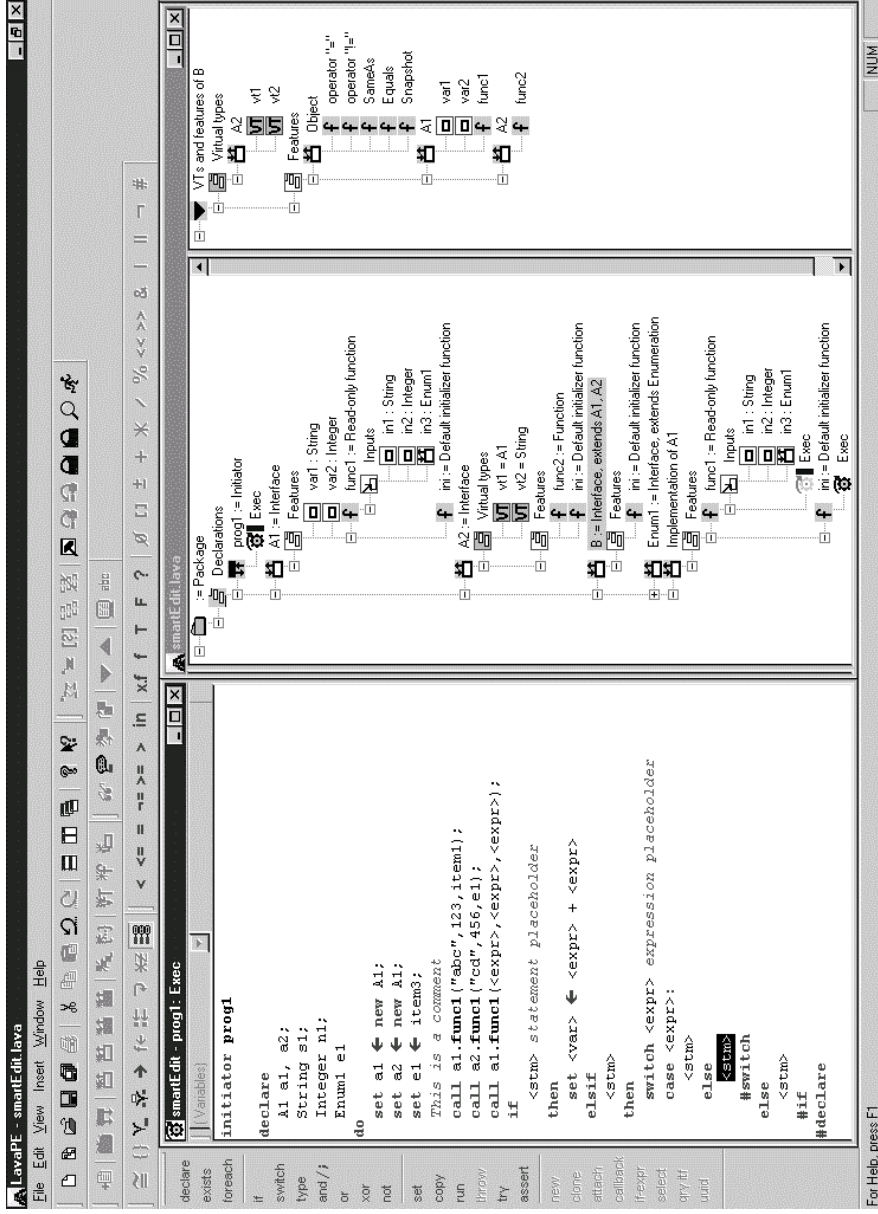 LavaPE - smartEdit.lava
File Edit View Insert Window Help
abc
< <= = ¬= >= > in x.f f T F ? Ø [] ± + * / % << >> & | = ¬ #
declare
exists
foreach
if
switch
type
and/;
or
xor
not
set
copy
run
throw
try
assert
new
clone
attach
callback
if-expr
select
qry.itf
uuid
smartEdit - prog1: Exec
(Variables)
initiator prog1
declare
A1 a1, a2;
String s1;
Integer n1;
Enum1 e1
do
set a1 ← new A1;
set a2 ← new A1;
set e1 ← item3;
This is a comment
call a1.func1("abc",123,item1);
call a2.func1("cd",456,e1);
call a1.func1(<expr>,<expr>,<expr>);
if
<stm> statement placeholder
then
set <var> ← <expr> + <expr>
elsif
<stm>
then
switch <expr> expression placeholder
case <expr>:
<stm>
else
<stm>
#switch
else
<stm>
#if
#declare
smartEdit.lava
:= Package
Declarations
prog1 := Initiator
Exec
A1 := Interface
Features
var1 : String
var2 : Integer
func1 := Read-only function
Inputs
in1 : String
in2 : Integer
in3 : Enum1
ini := Default initializer function
A2 := Interface
Virtual types
vt1 = A1
vt2 = String
Features
func2 := Function
ini := Default initializer function
B := Interface, extends A1, A2
Features
ini := Default initializer function
Enum1 := Interface, extends Enumeration
Implementation of A1
Features
func1 := Read-only function
Inputs
in1 : String
in2 : Integer
in3 : Enum1
Exec
ini := Default initializer function
Exec
VTs and features of B
Virtual types
A2
vt1
vt2
Features
Object
operator "="
operator "!="
SameAs
Equals
Snapshot
A1
var1
var2
func1
A2
func2
For Help, press F1
NUM